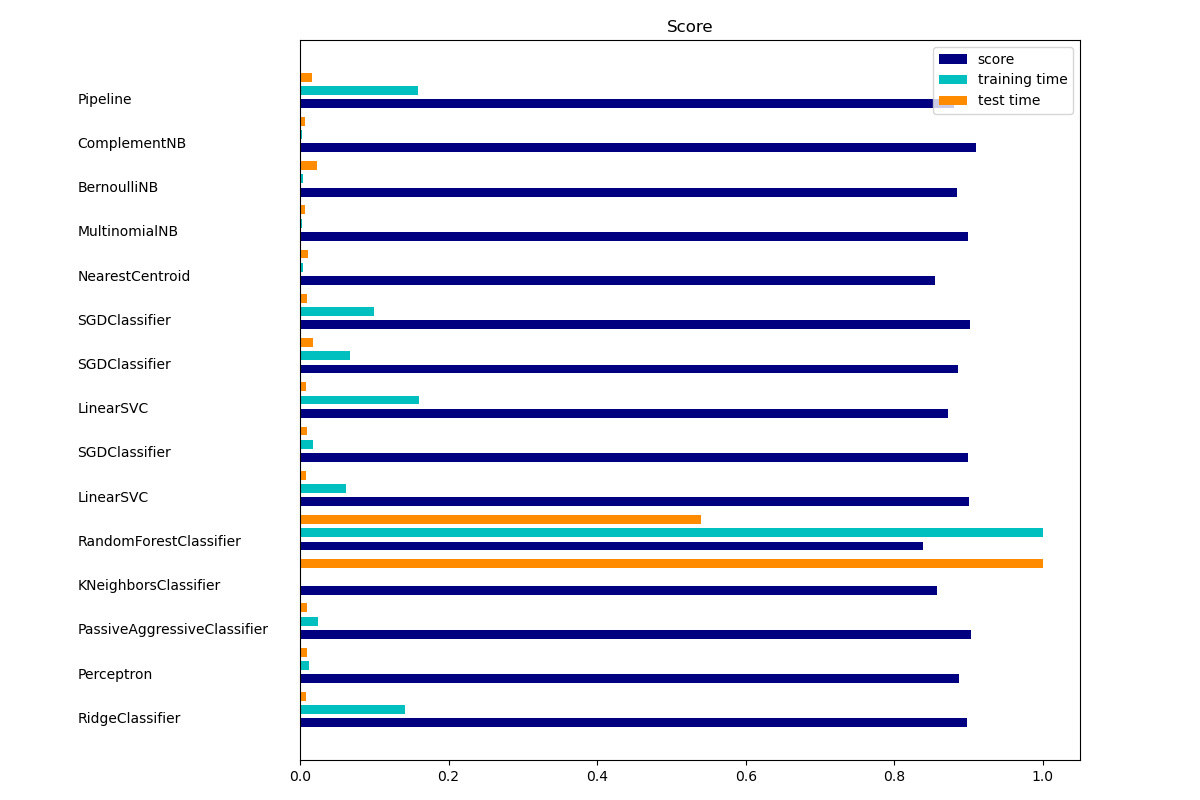 Score
score
training time
test time
Pipeline
ComplementNB
BernoulliNB
MultinomialNB
NearestCentroid
SGDClassifier
SGDClassifier
LinearSVC
SGDClassifier
LinearSVC
RandomForestClassifier
KNeighborsClassifier
PassiveAggressiveClassifier
Perceptron
RidgeClassifier
0.0 0.2 0.4 0.6 0.8 1.0